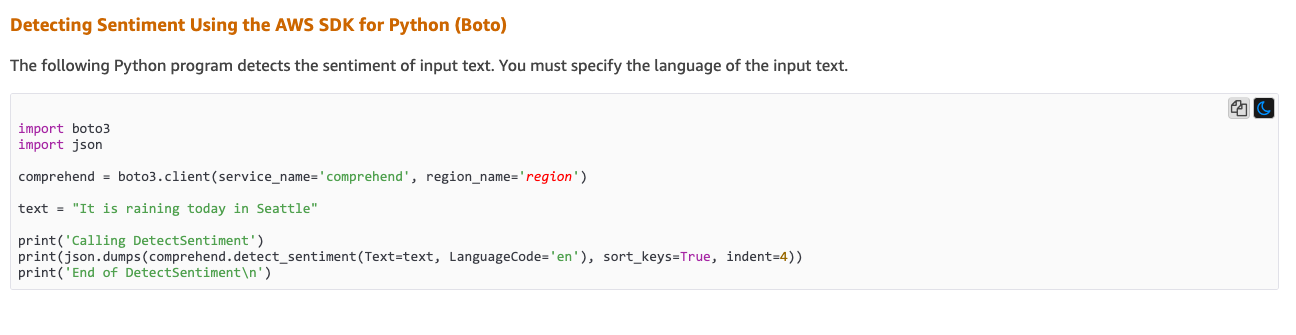 Detecting Sentiment Using the AWS SDK for Python (Boto)
The following Python program detects the sentiment of input text. You must specify the language of the input text.
import boto3
import json
comprehend = boto3.client(service_name='comprehend', region_name='region')
text = "It is raining today in Seattle"
print('Calling DetectSentiment')
print(json.dumps(comprehend.detect_sentiment(Text=text, LanguageCode='en'), sort_keys=True, indent=4))
print('End of DetectSentiment\n')